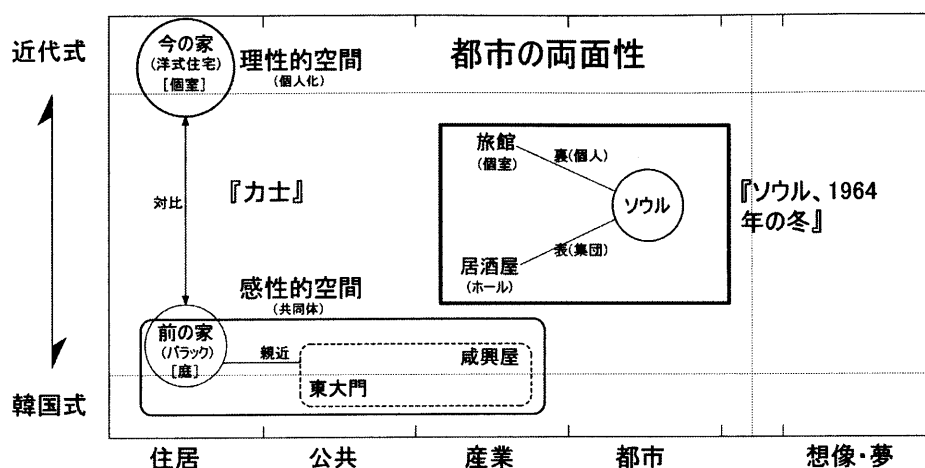 近代式
韓国式
都市の両面性
今の家
(洋式住宅)
[個室]
理性的空間
(個人化)
対比
『力士』
感性的空間
(共同体)
前の家
(バラック)
[庭]
親近
咸興屋
東大門
旅館
(個室)
裏(個人)
ソウル
表(集団)
居酒屋
(ホール)
『ソウル、1964
年の冬』
住居
公共
産業
都市
想像・夢